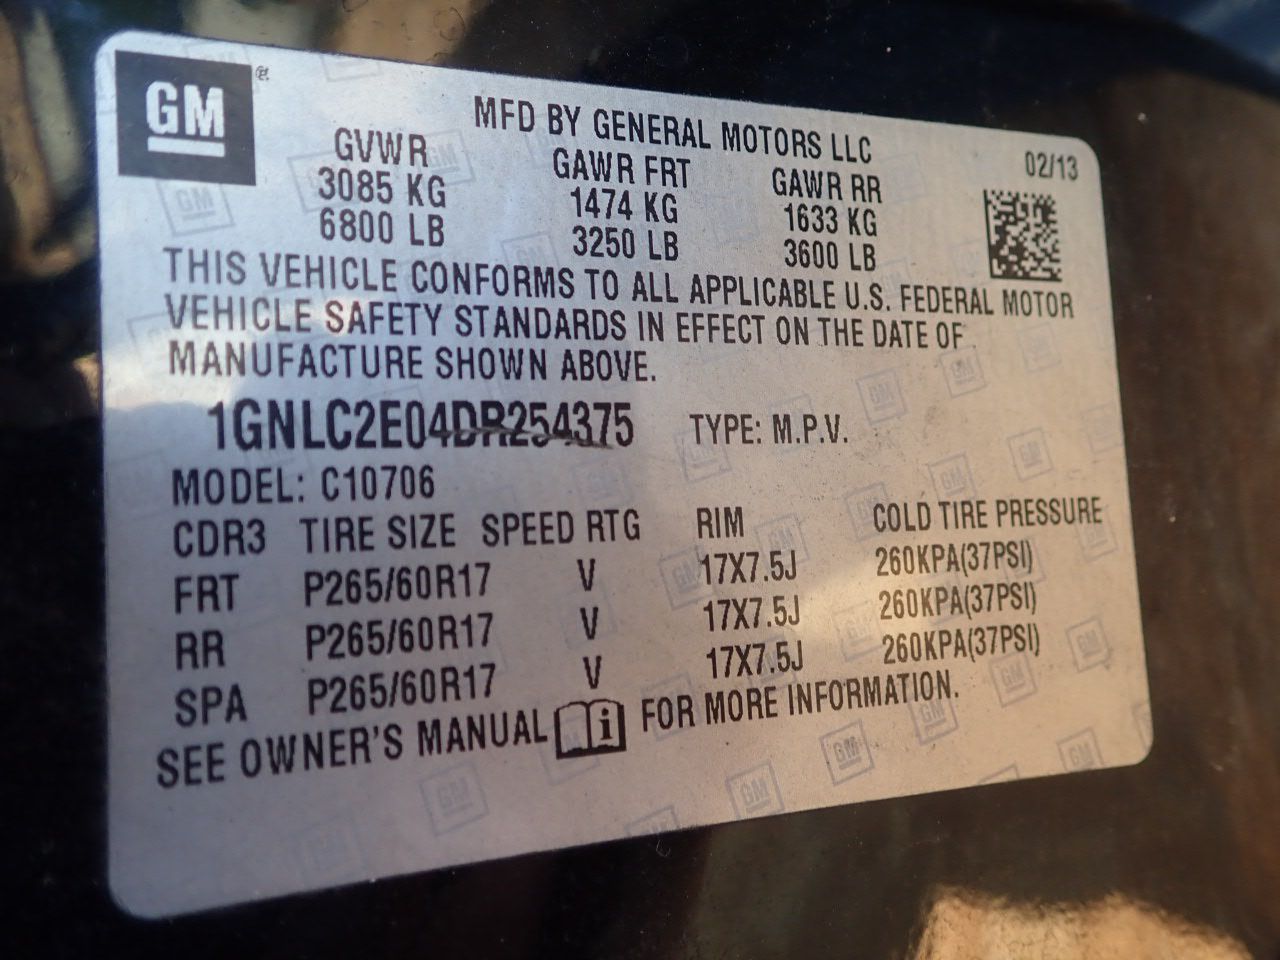 GM
MFD BY GENERAL MOTORS LLC
02/13
GVWR GAWR FRT GAWR RR
3085 KG 1474 KG 1633 KG
6800 LB 3250 LB 3600 LB
THIS VEHICLE CONFORMS TO ALL APPLICABLE U.S. FEDERAL MOTOR
VEHICLE SAFETY STANDARDS IN EFFECT ON THE DATE OF
MANUFACTURE SHOWN ABOVE.
1GNLC2E04DR254375 TYPE: M.P.V.
MODEL: C10706
CDR3 TIRE SIZE SPEED RTG RIM COLD TIRE PRESSURE
FRT P265/60R17 V 17X7.5J 260KPA(37PSI)
RR P265/60R17 V 17X7.5J 260KPA(37PSI)
SPA P265/60R17 V 17X7.5J 260KPA(37PSI)
SEE OWNER'S MANUAL i FOR MORE INFORMATION.